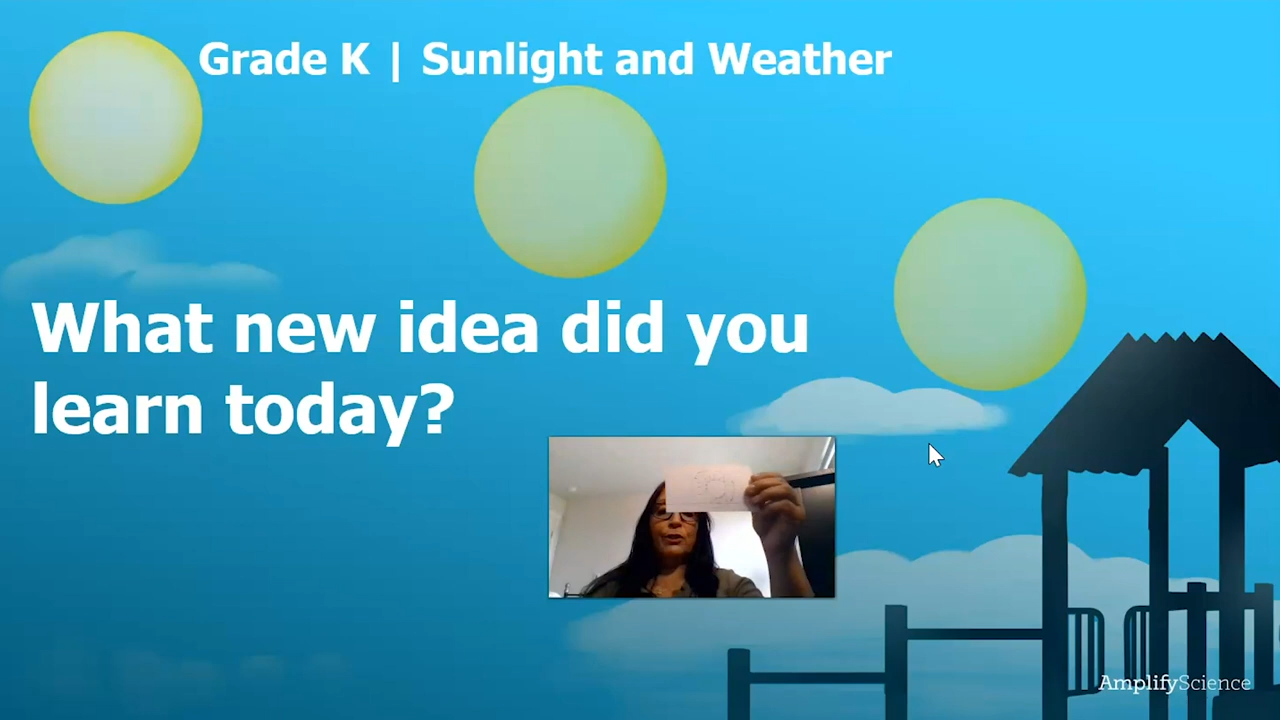 Grade K | Sunlight and Weather
What new idea did you
learn today?
AmplifyScience